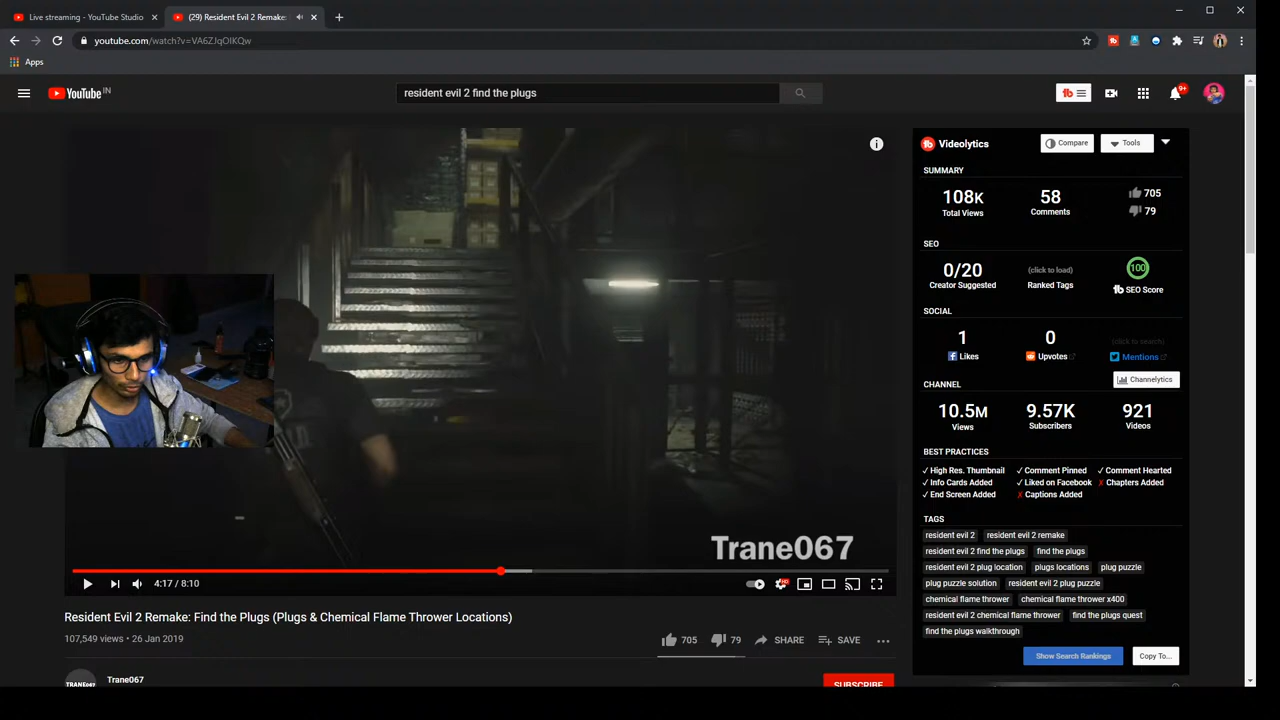 Live streaming - YouTube Studio
(29) Resident Evil 2 Remake:
youtube.com/watch?v=VA6ZJqOIKQw
Apps
YouTube IN
resident evil 2 find the plugs
tb
9+
tb Videolytics
Compare
Tools
SUMMARY
108K
Total Views
58
Comments
705
79
SEO
0/20
Creator Suggested
(click to load)
Ranked Tags
100
tb SEO Score
SOCIAL
1
Likes
0
Upvotes
(click to search)
Mentions
Channelytics
CHANNEL
10.5M
Views
9.57K
Subscribers
921
Videos
BEST PRACTICES
✓ High Res. Thumbnail ✓ Comment Pinned ✓ Comment Hearted
✓ Info Cards Added ✓ Liked on Facebook ✗ Chapters Added
✓ End Screen Added ✗ Captions Added
TAGS
resident evil 2 resident evil 2 remake
resident evil 2 find the plugs find the plugs
resident evil 2 plug location plugs locations plug puzzle
plug puzzle solution resident evil 2 plug puzzle
chemical flame thrower chemical flame thrower x400
resident evil 2 chemical flame thrower find the plugs quest
find the plugs walkthrough
Show Search Rankings
Copy To...
Trane067
4:17 / 8:10
HD
Resident Evil 2 Remake: Find the Plugs (Plugs & Chemical Flame Thrower Locations)
107,549 views • 26 Jan 2019
705
79
SHARE
SAVE
TRANE067
Trane067
SUBSCRIBE